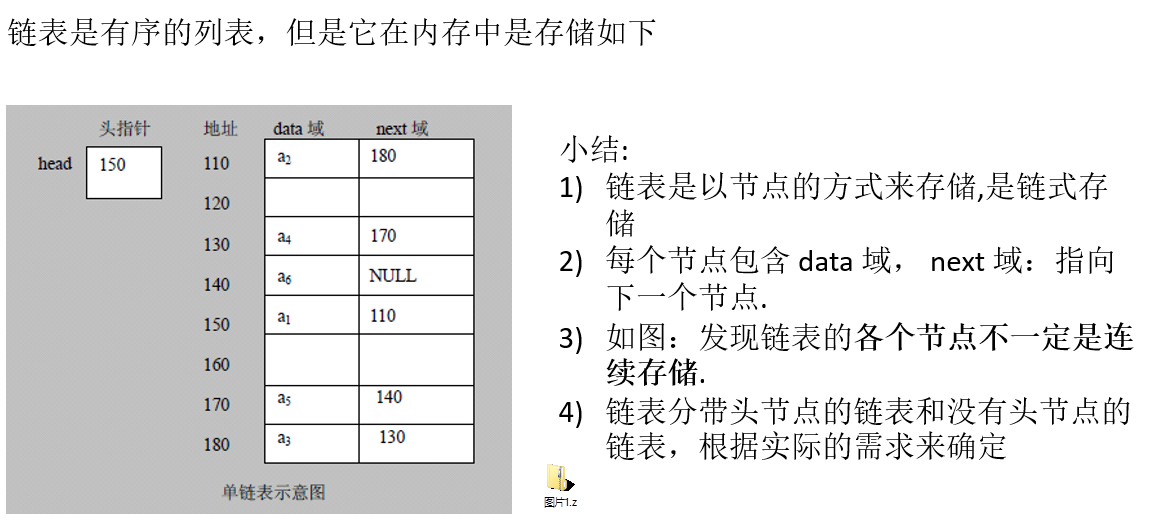 链表是有序的列表，但是它在内存中是存储如下
头指针 地址 data 域 next 域
head 150 110 a2 180
120
130 a4 170
140 a6 NULL
150 a1 110
160
170 a5 140
180 a3 130
单链表示意图
小结:
1) 链表是以节点的方式来存储,是链式存
储
2) 每个节点包含 data 域， next 域：指向
下一个节点.
3) 如图：发现链表的各个节点不一定是连
续存储.
4) 链表分带头节点的链表和没有头节点的
链表，根据实际的需求来确定
图片1.z